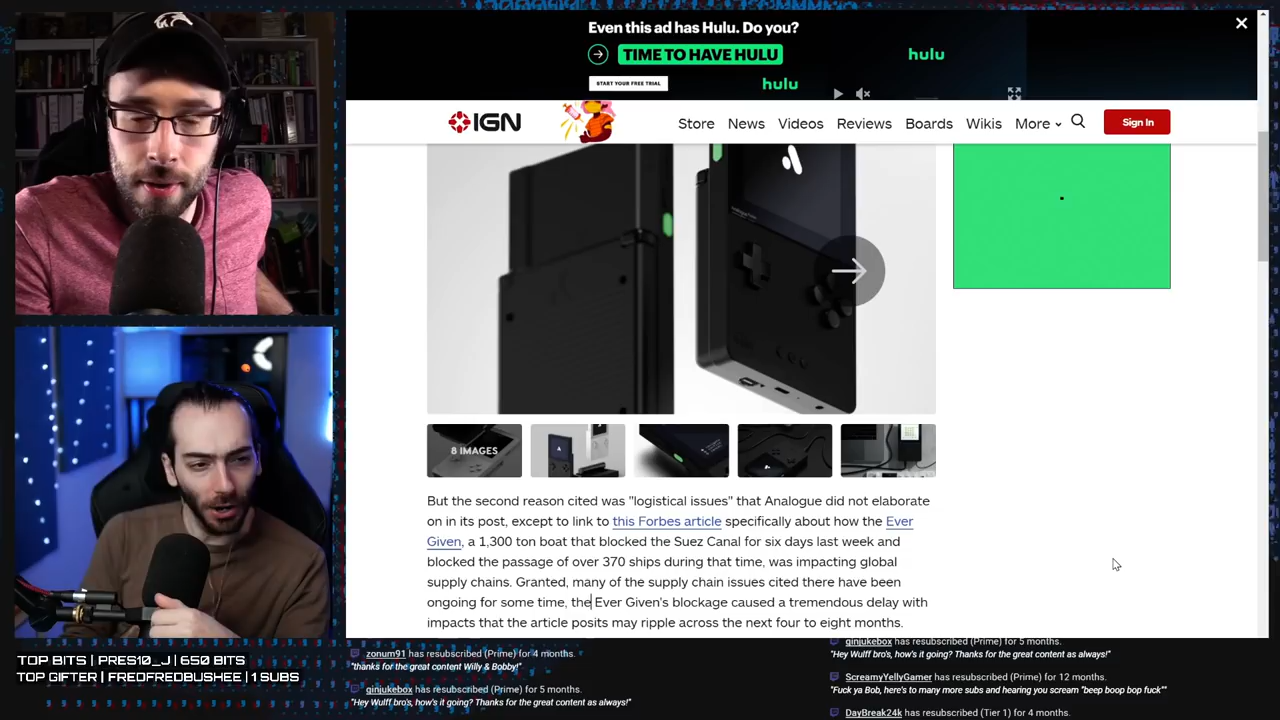 Even this ad has Hulu. Do you?
TIME TO HAVE HULU
hulu
START YOUR FREE TRIAL
hulu
IGN
Store News Videos Reviews Boards Wikis More
Sign In
8 IMAGES
But the second reason cited was "logistical issues" that Analogue did not elaborate
on in its post, except to link to this Forbes article specifically about how the Ever
Given, a 1,300 ton boat that blocked the Suez Canal for six days last week and
blocked the passage of over 370 ships during that time, was impacting global
supply chains. Granted, many of the supply chain issues cited there have been
ongoing for some time, the Ever Given's blockage caused a tremendous delay with
impacts that the article posits may ripple across the next four to eight months.
TOP BITS | PRES10_J | 650 BITS
TOP GIFTER | FREDFREDBUSHEE | 1 SUBS
zonum91 has resubscribed (Prime) for 4 months.
"thanks for the great content Willy & Bobby!"
ginjukebox has resubscribed (Prime) for 5 months.
"Hey Wulff bro's, how's it going? Thanks for the great content as always!"
ginjukebox has resubscribed (Prime) for 5 months.
"Hey Wulff bro's, how's it going? Thanks for the great content as always!"
ScreamyYellyGamer has resubscribed (Prime) for 12 months.
"Fuck ya Bob, here's to many more subs and hearing you scream "beep boop bop fuck""
DayBreak24k has resubscribed (Tier 1) for 4 months.